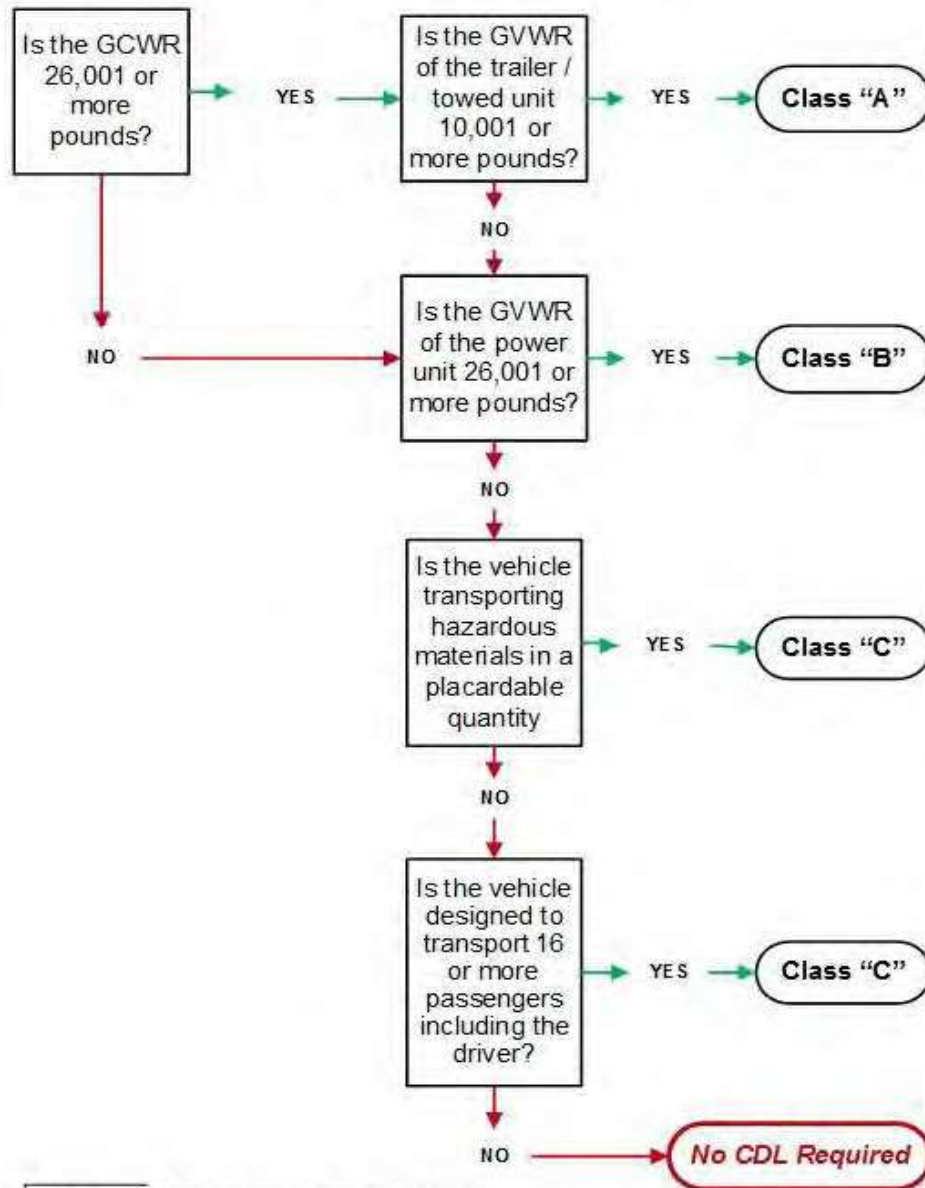 Is the GCWR
26,001 or
more
pounds?
YES
Is the GVWR
of the trailer /
towed unit
10,001 or
more pounds?
YES
Class “A”
NO
NO
Is the GVWR
of the power
unit 26,001 or
more pounds?
YES
Class “B”
NO
Is the vehicle
transporting
hazardous
materials in a
placardable
quantity
YES
Class “C”
NO
Is the vehicle
designed to
transport 16
or more
passengers
including the
driver?
YES
Class “C”
NO
No CDL Required